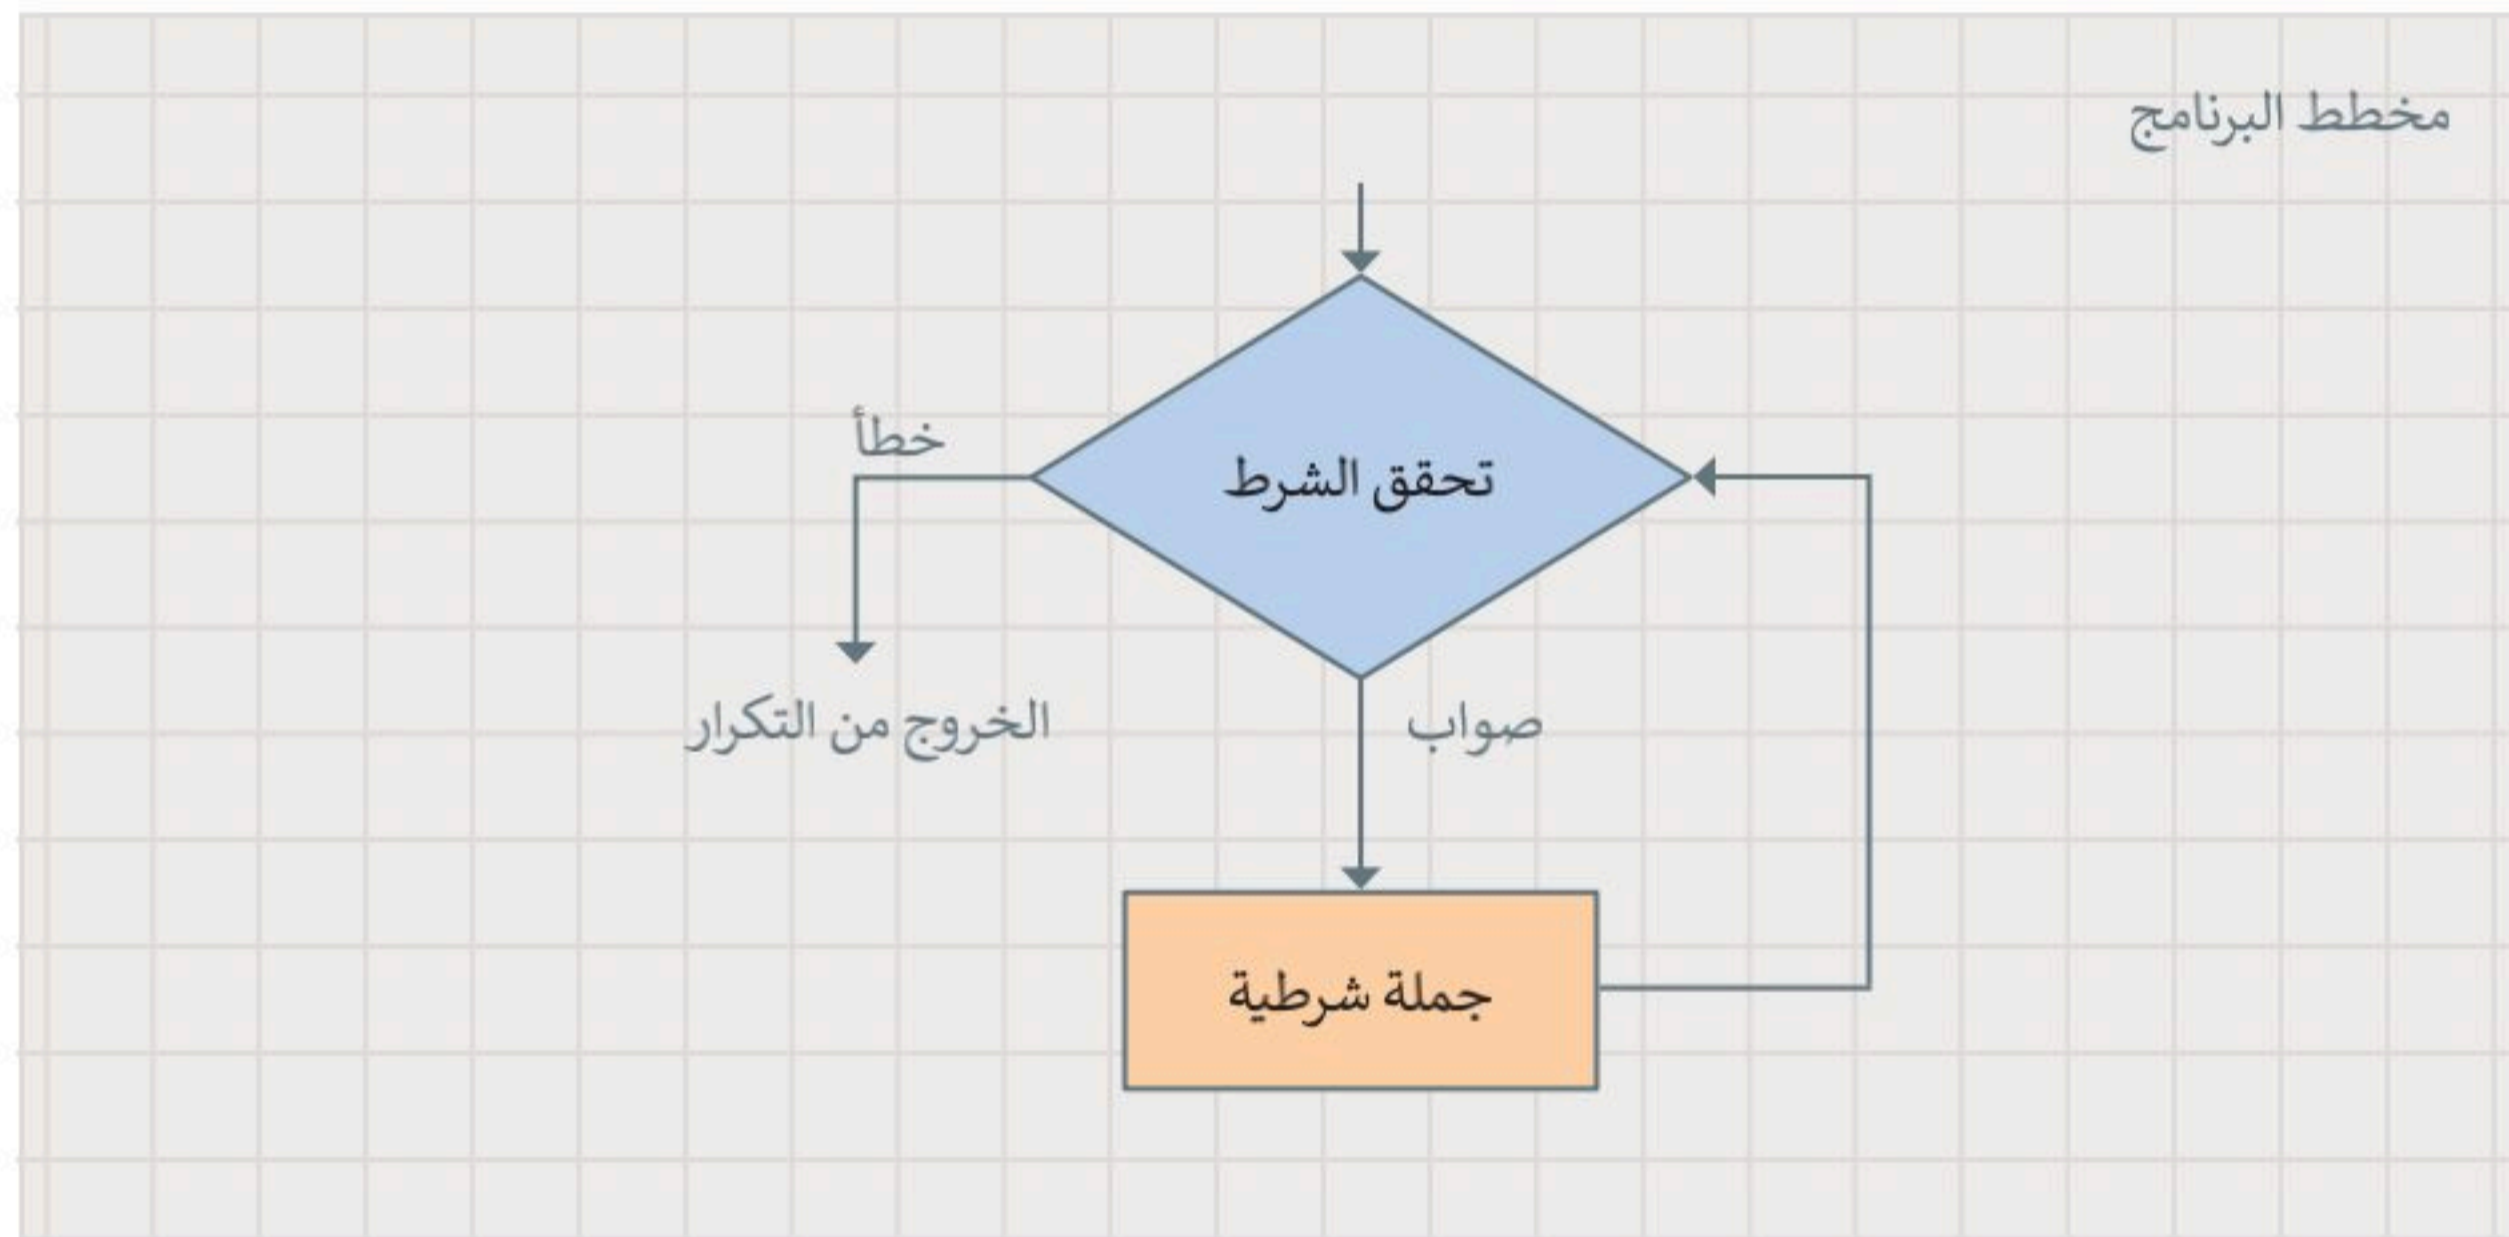 مخطط البرنامج
تحقق الشرط
خطأ
صواب
الخروج من التكرار
جملة شرطية